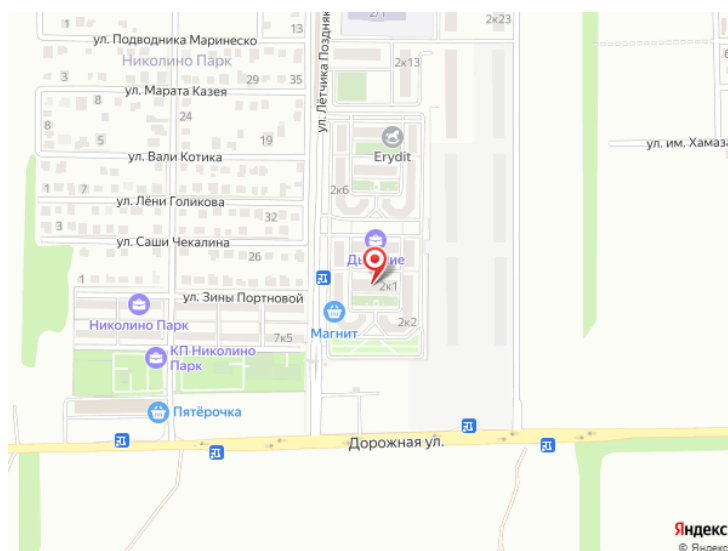 2/1
2к23
13
ул. Подводника Маринеско
Николино Парк
ул. Лётчика Поздняк
2к13
3
29
35
6
ул. Марата Казея
8
24
8
5
19
Erydit
ул. им. Хамаза
ул. Вали Котика
1
7
2к6
ул. Лёни Голикова
32
3
ул. Саши Чекалина
26
1
2к1
ул. Зины Портновой
Николино Парк
Магнит
2к2
7к5
КП Николино
Парк
Пятёрочка
Дорожная ул.
Яндекс
© Яндекс